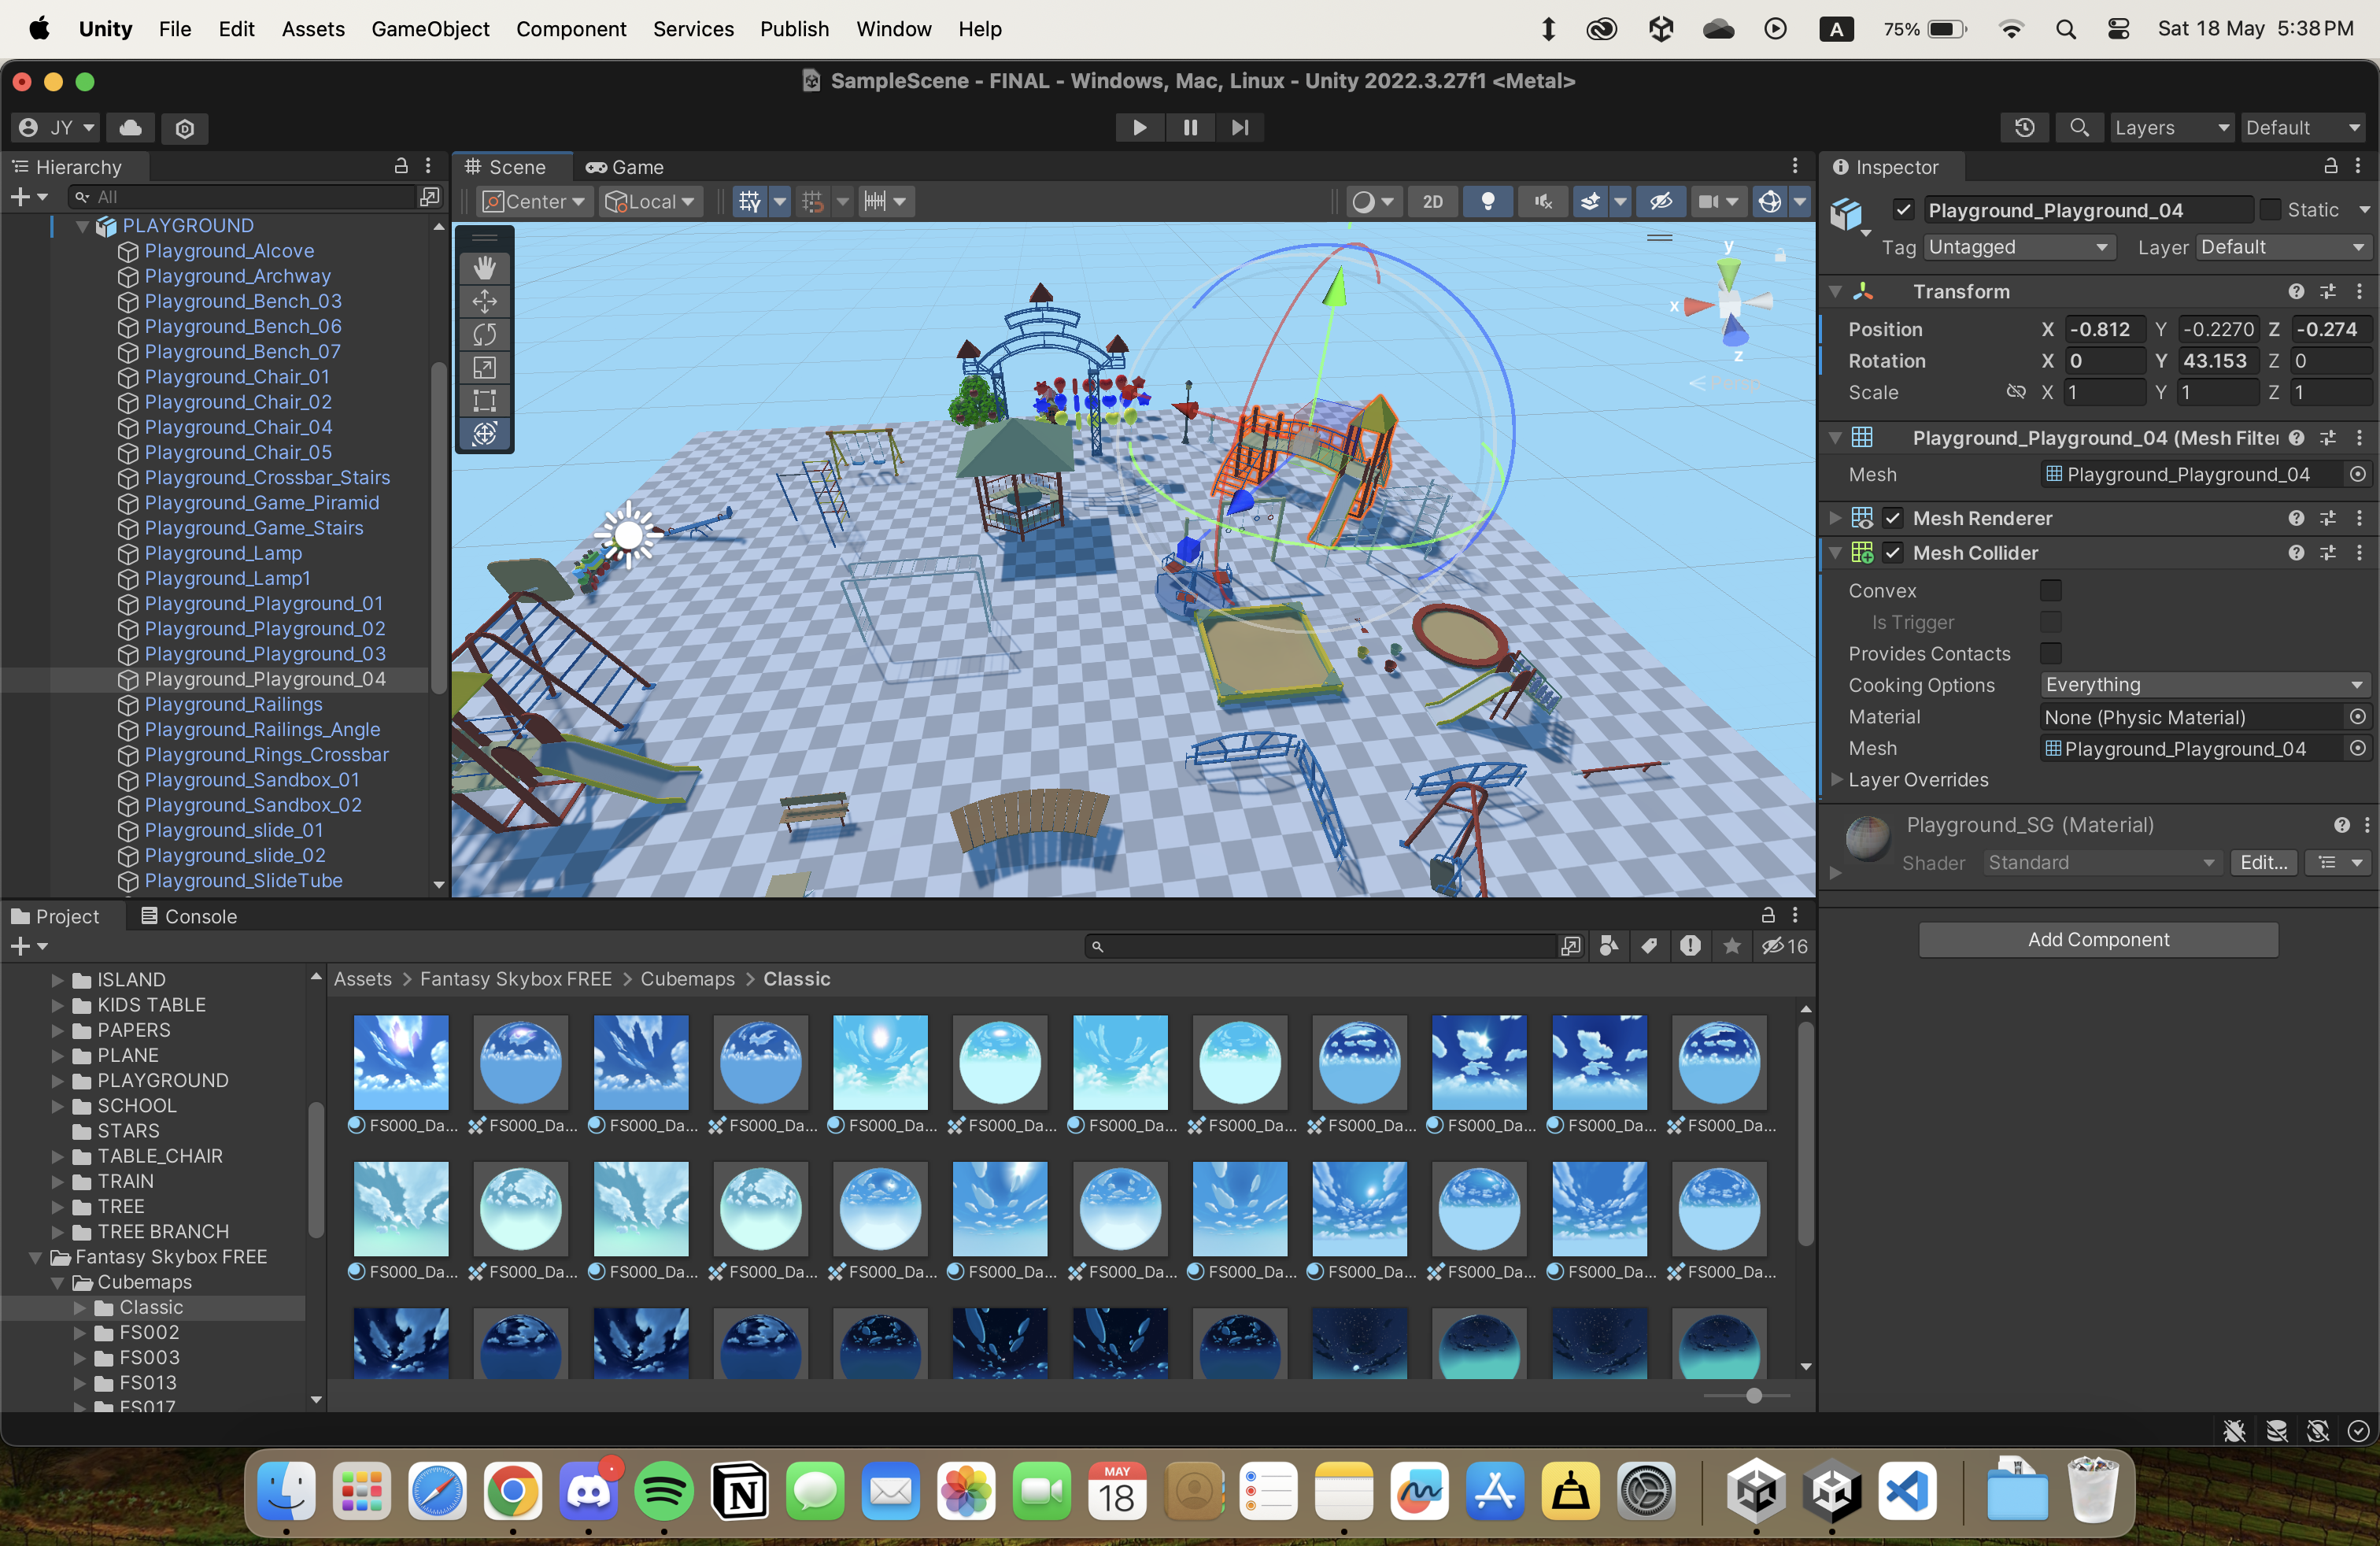 Unity File Edit Assets GameObject Component Services Publish Window Help A 75% Sat 18 May 5:38 PM
SampleScene - FINAL - Windows, Mac, Linux - Unity 2022.3.27f1 <Metal>
JY Layers Default
Hierarchy
All
PLAYGROUND
Playground_Alcove
Playground_Archway
Playground_Bench_03
Playground_Bench_06
Playground_Bench_07
Playground_Chair_01
Playground_Chair_02
Playground_Chair_04
Playground_Chair_05
Playground_Crossbar_Stairs
Playground_Game_Piramid
Playground_Game_Stairs
Playground_Lamp
Playground_Lamp1
Playground_Playground_01
Playground_Playground_02
Playground_Playground_03
Playground_Playground_04
Playground_Railings
Playground_Railings_Angle
Playground_Rings_Crossbar
Playground_Sandbox_01
Playground_Sandbox_02
Playground_slide_01
Playground_slide_02
Playground_SlideTube
Scene Game
Center Local 2D
y
x
z
Persp
Inspector
Playground_Playground_04 Static
Tag Untagged Layer Default
Transform
Position X -0.812 Y -0.2270 Z -0.274
Rotation X 0 Y 43.153 Z 0
Scale X 1 Y 1 Z 1
Playground_Playground_04 (Mesh Filter
Mesh Playground_Playground_04
Mesh Renderer
Mesh Collider
Convex
Is Trigger
Provides Contacts
Cooking Options Everything
Material None (Physic Material)
Mesh Playground_Playground_04
Layer Overrides
Playground_SG (Material)
Shader Standard Edit...
Add Component
Project Console
16
ISLAND
KIDS TABLE
PAPERS
PLANE
PLAYGROUND
SCHOOL
STARS
TABLE_CHAIR
TRAIN
TREE
TREE BRANCH
Fantasy Skybox FREE
Cubemaps
Classic
FS002
FS003
FS013
FS017
Assets > Fantasy Skybox FREE > Cubemaps > Classic
FS000_Da... FS000_Da... FS000_Da... FS000_Da... FS000_Da... FS000_Da... FS000_Da... FS000_Da... FS000_Da... FS000_Da... FS000_Da... FS000_Da...
FS000_Da... FS000_Da... FS000_Da... FS000_Da... FS000_Da... FS000_Da... FS000_Da... FS000_Da... FS000_Da... FS000_Da... FS000_Da... FS000_Da...
MAY
18